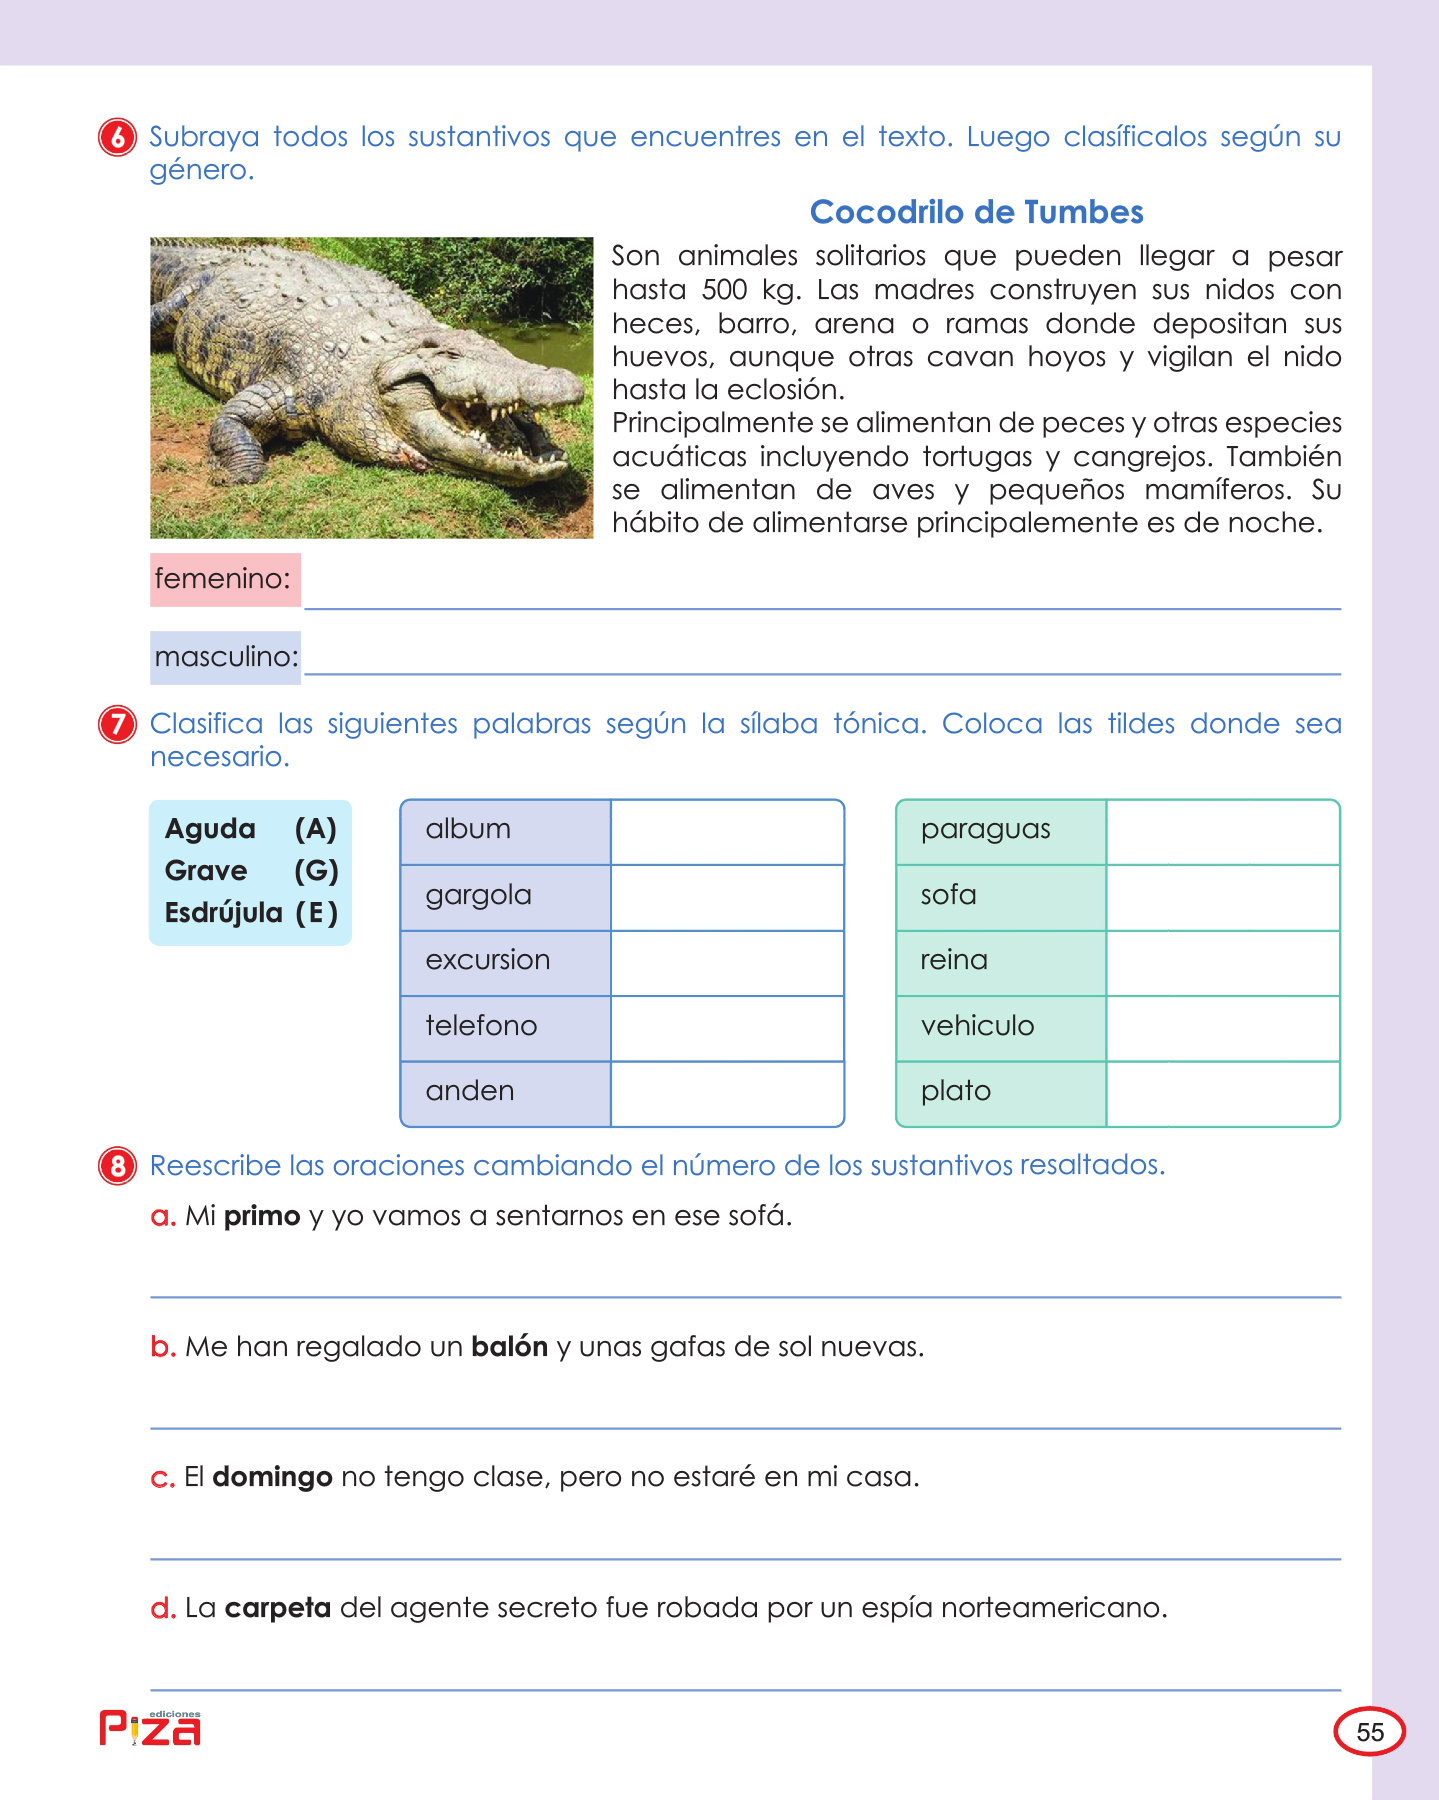 6 Subraya todos los sustantivos que encuentres en el texto. Luego clasíficalos según su
género.
Cocodrilo de Tumbes
Son animales solitarios que pueden llegar a pesar
hasta 500 kg. Las madres construyen sus nidos con
heces, barro, arena o ramas donde depositan sus
huevos, aunque otras cavan hoyos y vigilan el nido
hasta la eclosión.
Principalmente se alimentan de peces y otras especies
acuáticas incluyendo tortugas y cangrejos. También
se alimentan de aves y pequeños mamíferos. Su
hábito de alimentarse principalemente es de noche.
femenino:
masculino:
7 Clasifica las siguientes palabras según la sílaba tónica. Coloca las tildes donde sea
necesario.
Aguda (A)
Grave (G)
Esdrújula (E)
album
gargola
excursion
telefono
anden
paraguas
sofa
reina
vehiculo
plato
8 Reescribe las oraciones cambiando el número de los sustantivos resaltados.
a. Mi primo y yo vamos a sentarnos en ese sofá.
b. Me han regalado un balón y unas gafas de sol nuevas.
c. El domingo no tengo clase, pero no estaré en mi casa.
d. La carpeta del agente secreto fue robada por un espía norteamericano.
ediciones
Piza
55